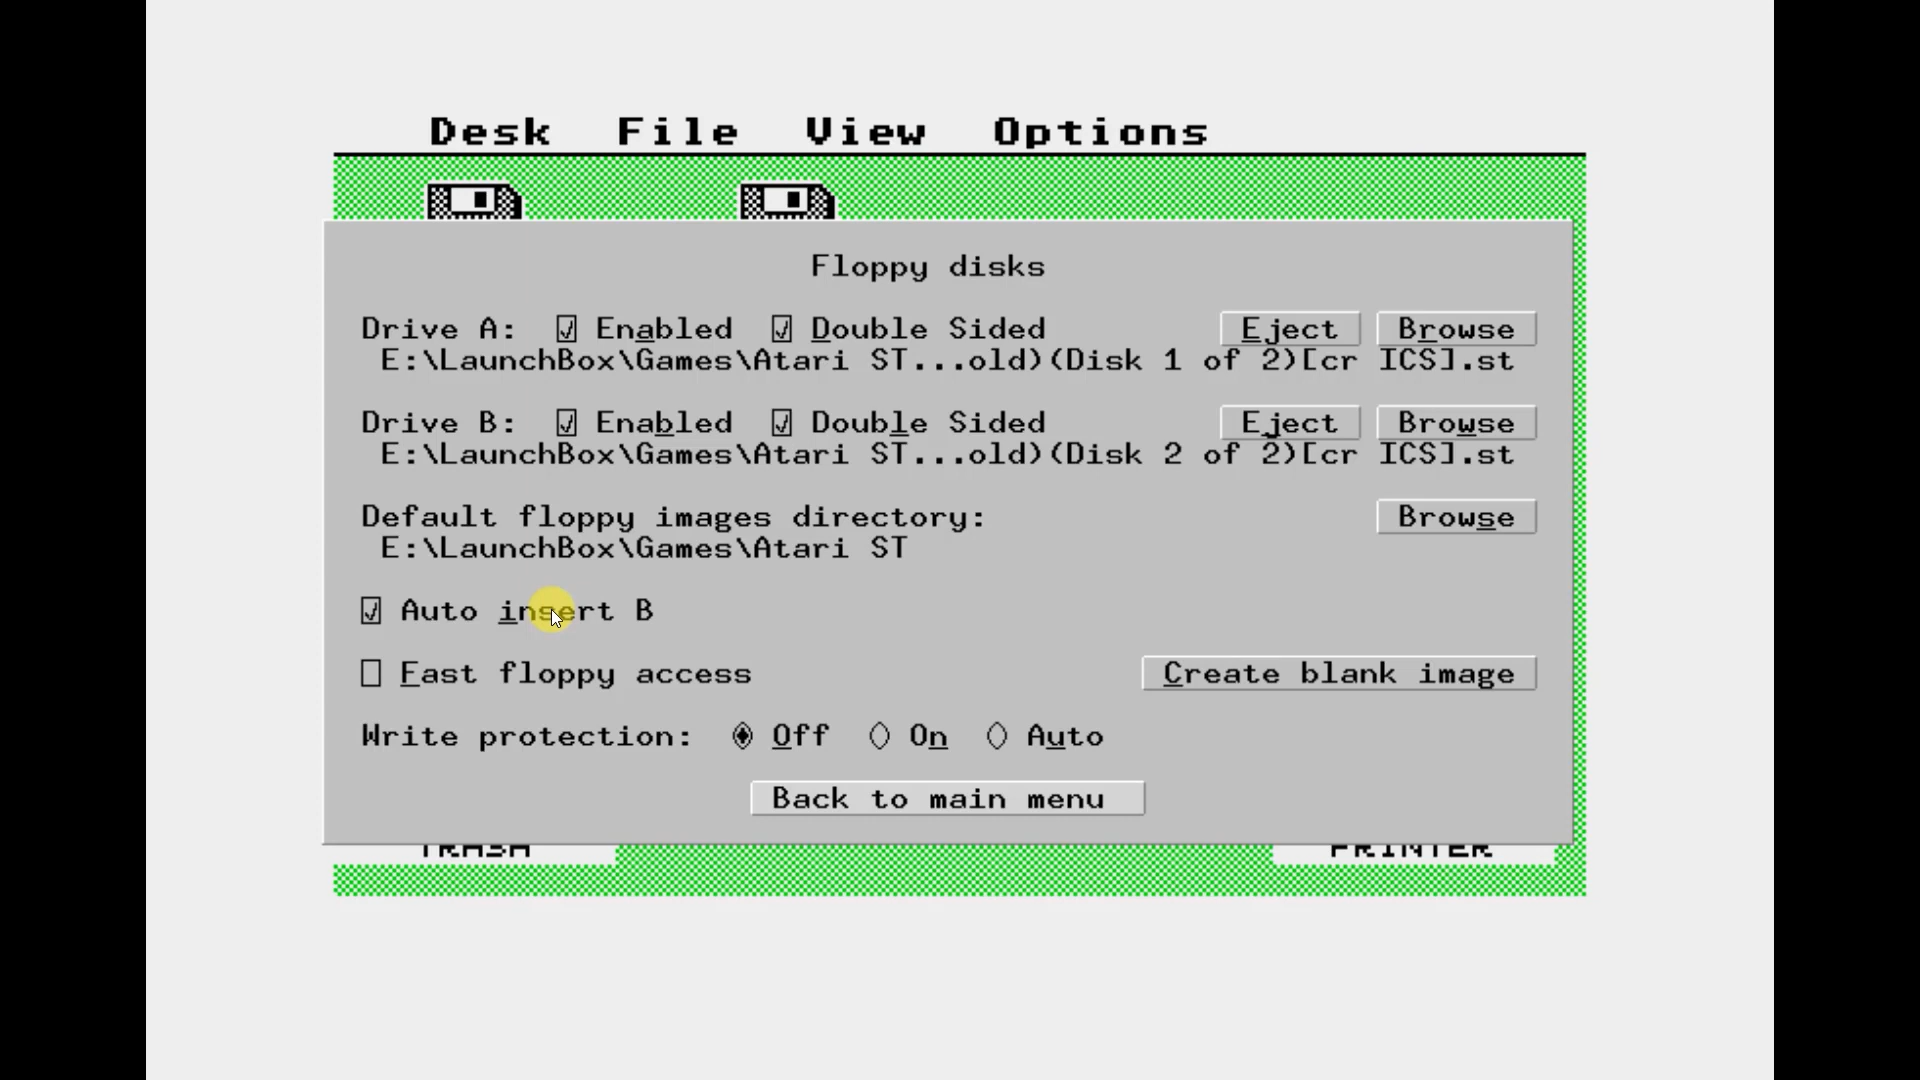 Desk File View Options
Floppy disks
Drive A: Enabled Double Sided Eject Browse
E:\LaunchBox\Games\Atari ST...old)(Disk 1 of 2)[cr ICS].st
Drive B: Enabled Double Sided Eject Browse
E:\LaunchBox\Games\Atari ST...old)(Disk 2 of 2)[cr ICS].st
Default floppy images directory: Browse
E:\LaunchBox\Games\Atari ST
Auto insert B
Fast floppy access Create blank image
Write protection: Off On Auto
Back to main menu
TRASH PRINTER